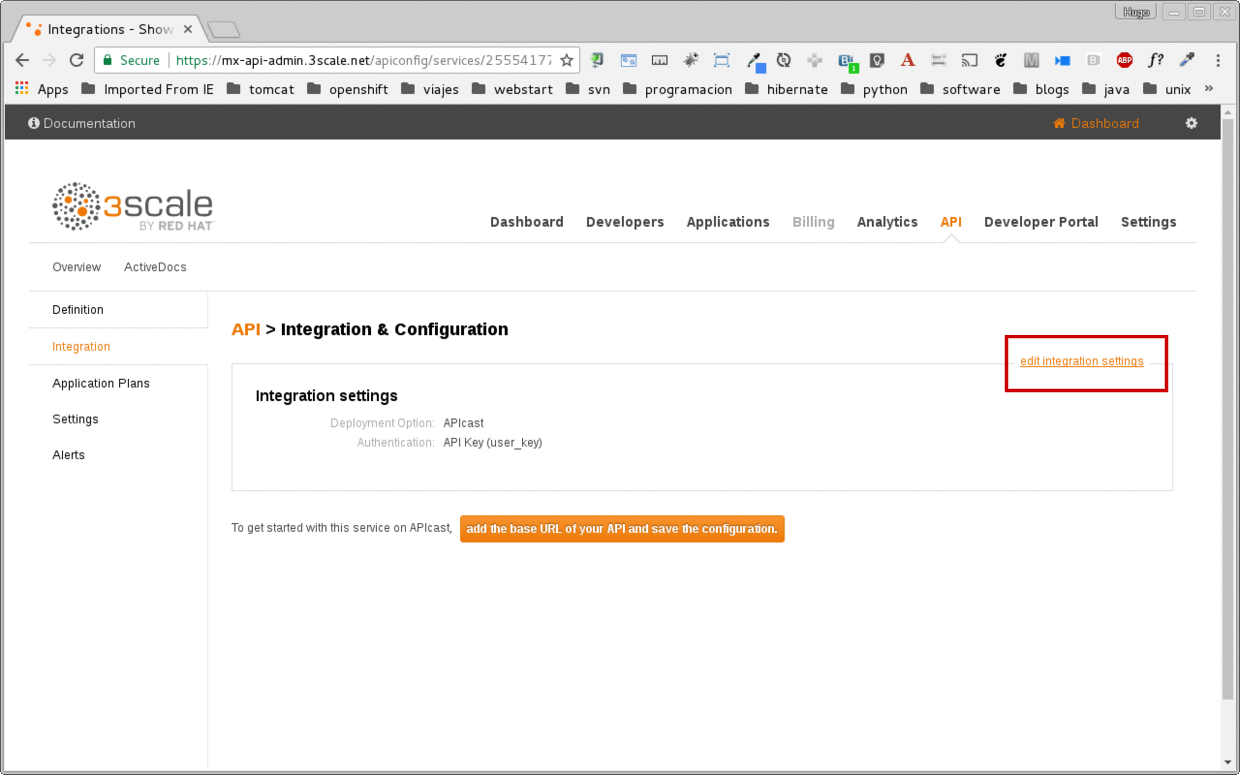 Hugo
Integrations - Show
Secure https://mx-api-admin.3scale.net/apiconfig/services/25554177
Apps Imported From IE tomcat openshift viajes webstart svn programacion hibernate python software blogs java unix »
Documentation Dashboard
3scale
BY RED HAT
Dashboard Developers Applications Billing Analytics API Developer Portal Settings
Overview ActiveDocs
Definition
Integration
Application Plans
Settings
Alerts
API > Integration & Configuration
edit integration settings
Integration settings
Deployment Option: APIcast
Authentication: API Key (user_key)
To get started with this service on APIcast, add the base URL of your API and save the configuration.